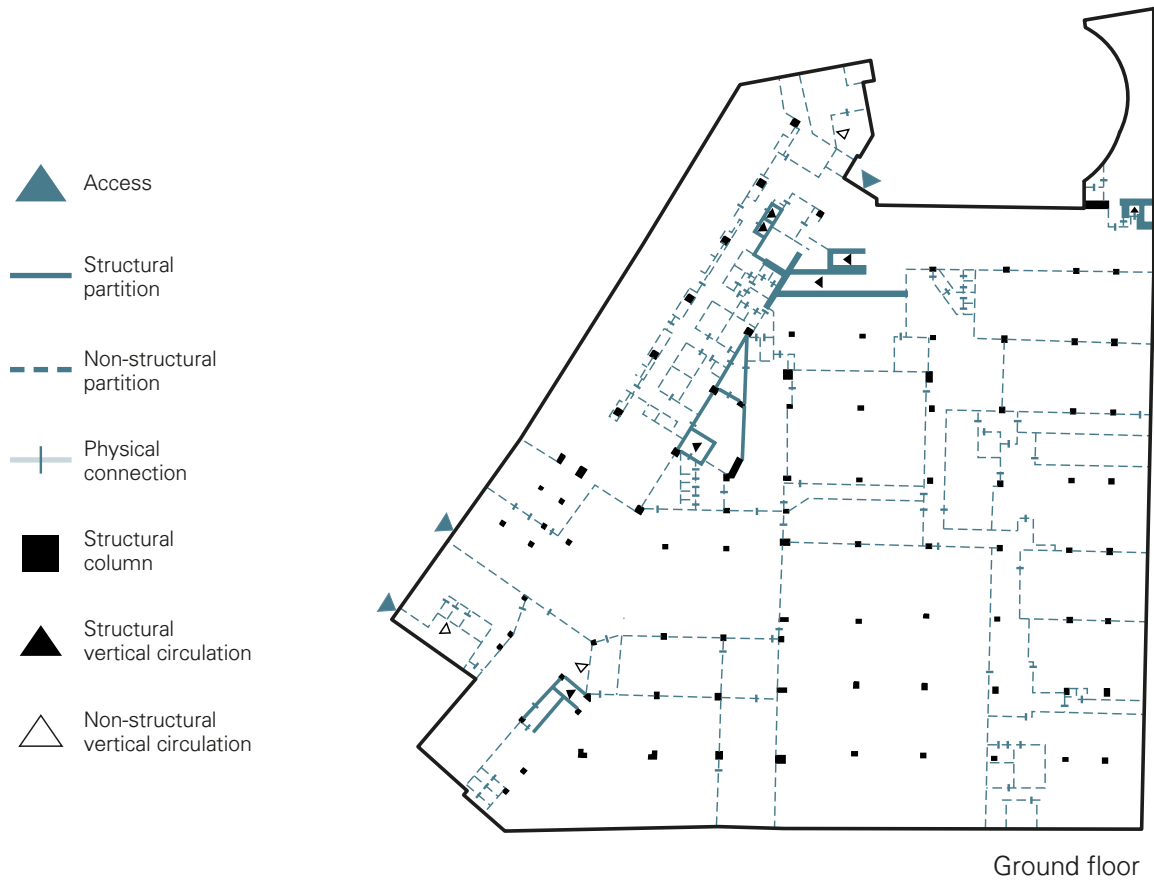 Access
Structural
partition
Non-structural
partition
Physical
connection
Structural
column
Structural
vertical circulation
Non-structural
vertical circulation
Ground floor